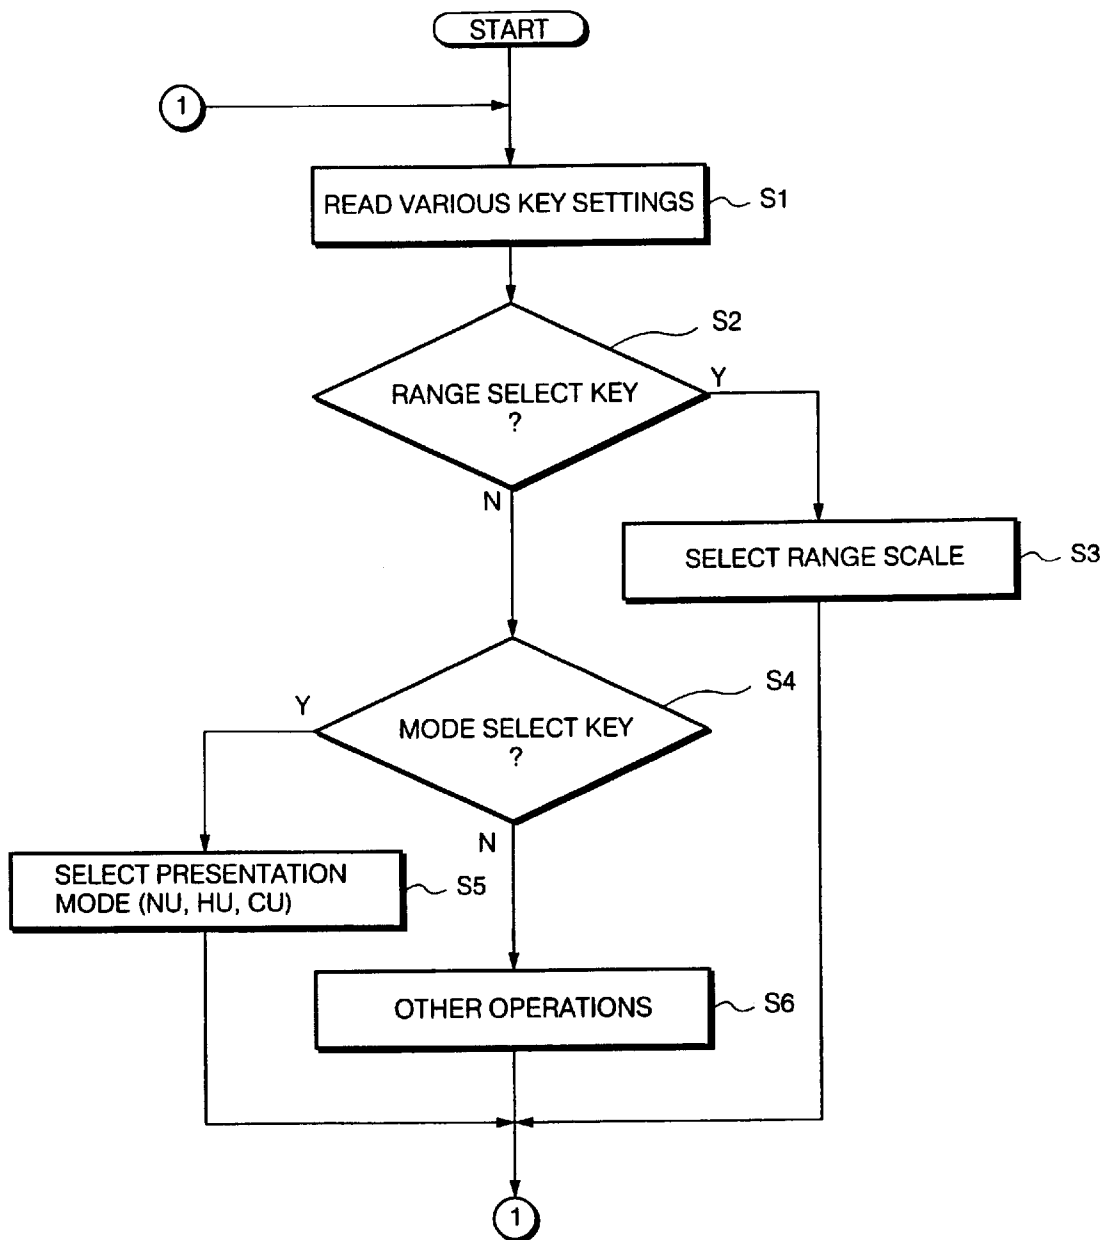 START
1
READ VARIOUS KEY SETTINGS
S1
S2
RANGE SELECT KEY
?
Y
N
SELECT RANGE SCALE
S3
S4
MODE SELECT KEY
?
Y
N
SELECT PRESENTATION
MODE (NU, HU, CU)
S5
OTHER OPERATIONS
S6
1